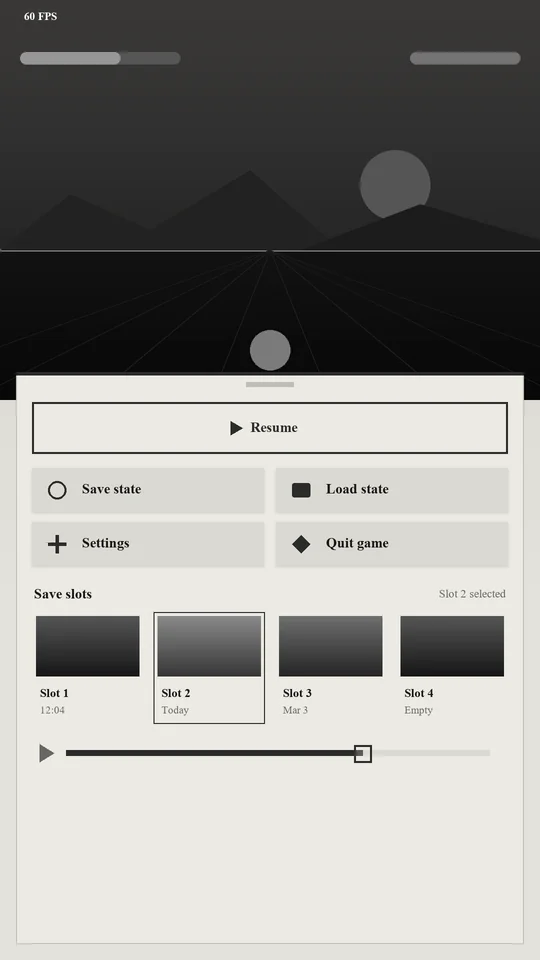 60 FPS
Resume
Save state
Load state
Settings
Quit game
Save slots
Slot 2 selected
Slot 1
12:04
Slot 2
Today
Slot 3
Mar 3
Slot 4
Empty